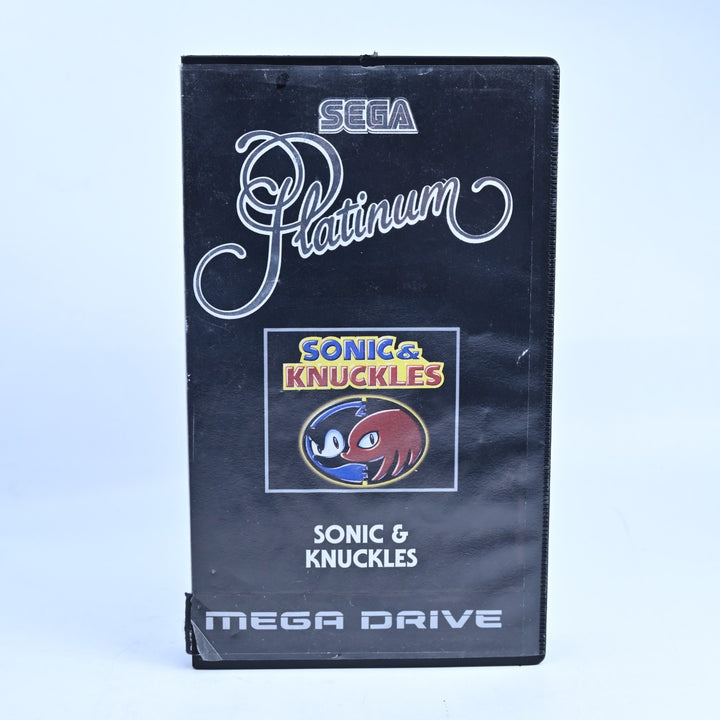 SEGA
Platinum
SONIC &
KNUCKLES
SONIC &
KNUCKLES
MEGA DRIVE